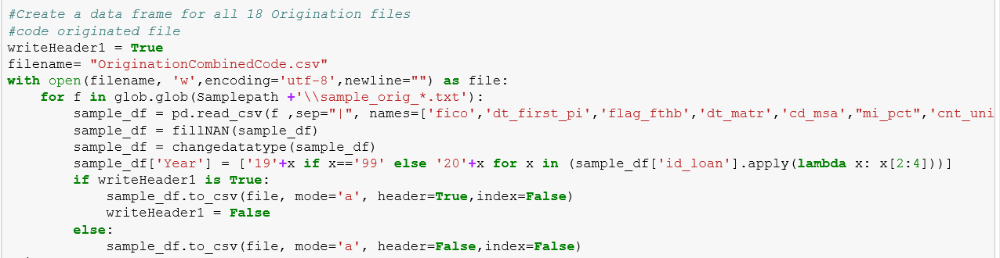 #Create a data frame for all 18 Origination files
#code originated file
writeHeader1 = True
filename= "OriginationCombinedCode.csv"
with open(filename, 'w',encoding='utf-8',newline="") as file:
    for f in glob.glob(Samplepath +'\\sample_orig_*.txt'):
        sample_df = pd.read_csv(f ,sep="|", names=['fico','dt_first_pi','flag_fthb','dt_matr','cd_msa',"mi_pct",'cnt_uni
        sample_df = fillNAN(sample_df)
        sample_df = changedatatype(sample_df)
        sample_df['Year'] = ['19'+x if x=='99' else '20'+x for x in (sample_df['id_loan'].apply(lambda x: x[2:4]))]
        if writeHeader1 is True:
            sample_df.to_csv(file, mode='a', header=True,index=False)
            writeHeader1 = False
        else:
            sample_df.to_csv(file, mode='a', header=False,index=False)